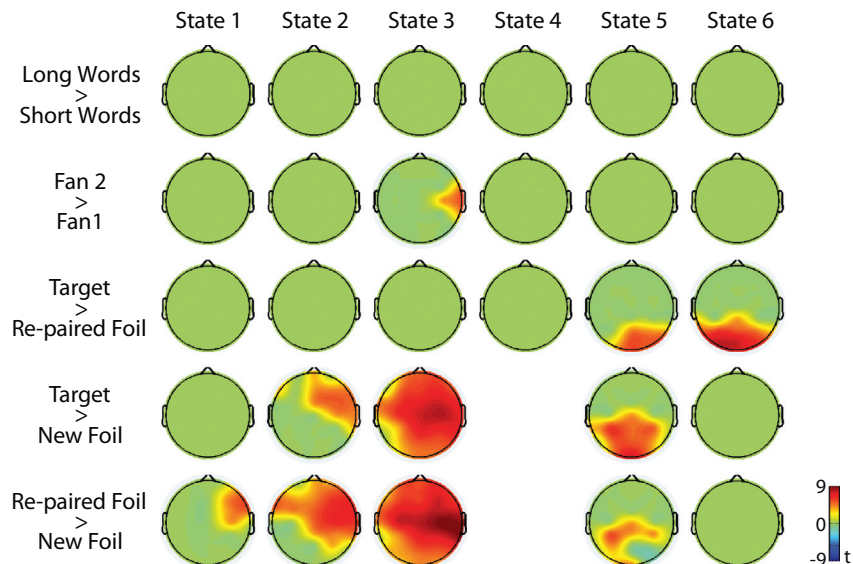 State 1 State 2 State 3 State 4 State 5 State 6
Long Words
>
Short Words
Fan 2
>
Fan1
Target
>
Re-paired Foil
Target
>
New Foil
Re-paired Foil
>
New Foil
9
0
-9 t